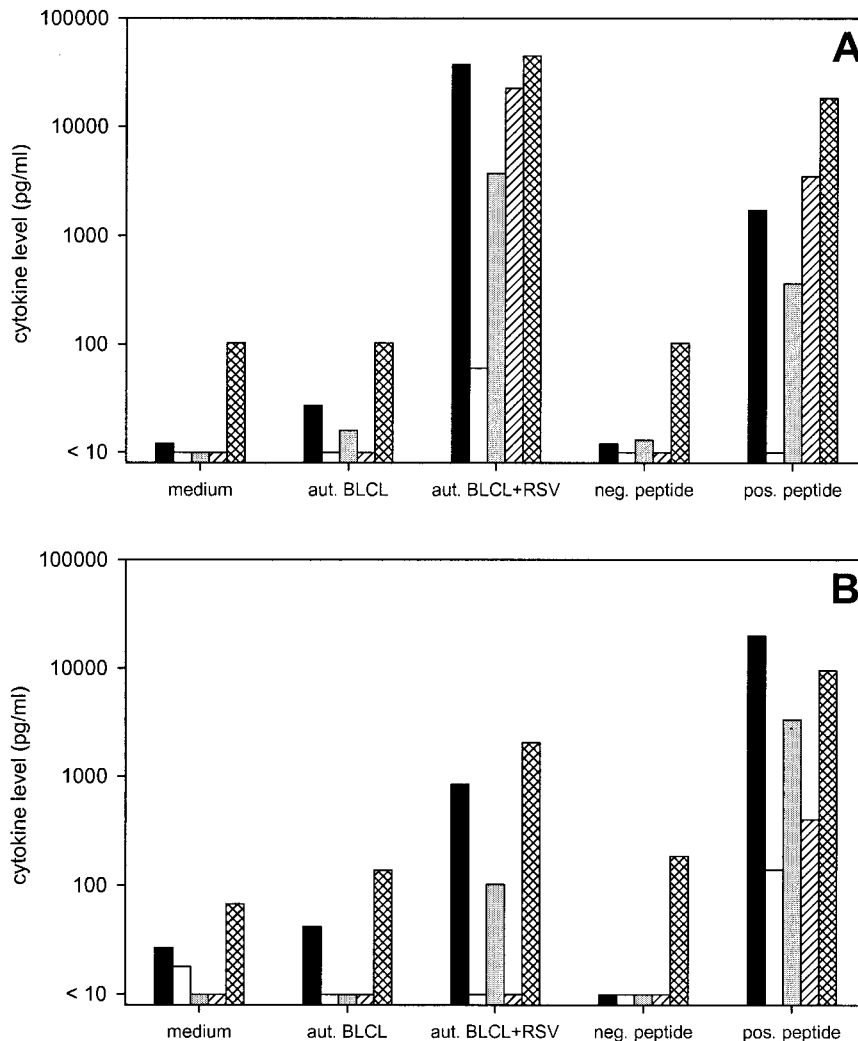 A
cytokine level (pg/ml)
100000
10000
1000
100
< 10
medium
aut. BLCL
aut. BLCL+RSV
neg. peptide
pos. peptide
B
cytokine level (pg/ml)
100000
10000
1000
100
< 10
medium
aut. BLCL
aut. BLCL+RSV
neg. peptide
pos. peptide